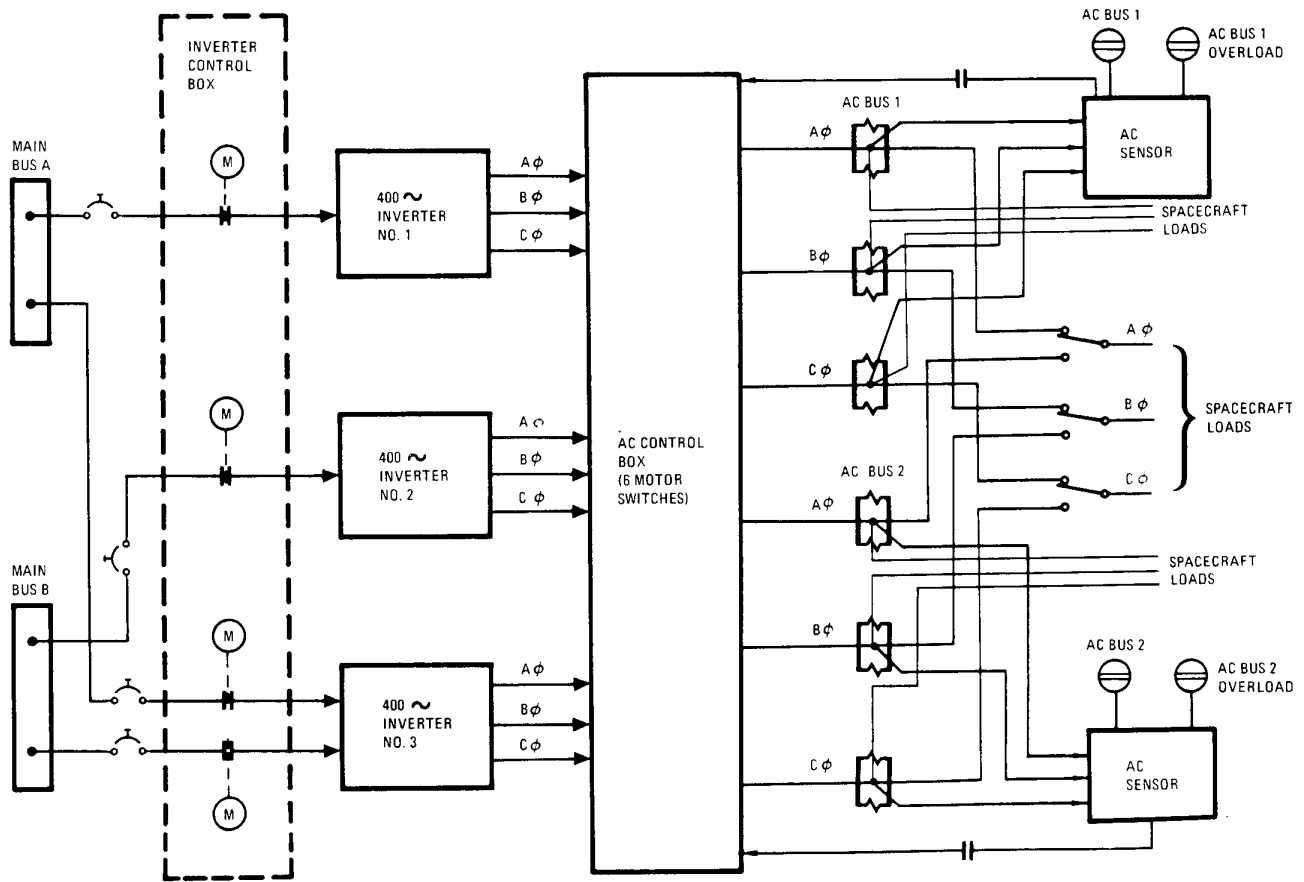 INVERTER
CONTROL
BOX
MAIN
BUS A
M
400 ~
INVERTER
NO. 1
A ϕ
B ϕ
C ϕ
M
400 ~
INVERTER
NO. 2
A
B ϕ
C ϕ
MAIN
BUS B
M
400 ~
INVERTER
NO. 3
A ϕ
B ϕ
C ϕ
M
AC CONTROL
BOX
(6 MOTOR
SWITCHES)
AC BUS 1
A ϕ
B ϕ
C ϕ
AC BUS 2
A ϕ
B ϕ
C ϕ
AC BUS 1
AC BUS 1
OVERLOAD
AC
SENSOR
SPACECRAFT
LOADS
A ϕ
B ϕ
C ϕ
SPACECRAFT
LOADS
SPACECRAFT
LOADS
AC BUS 2
AC BUS 2
OVERLOAD
AC
SENSOR